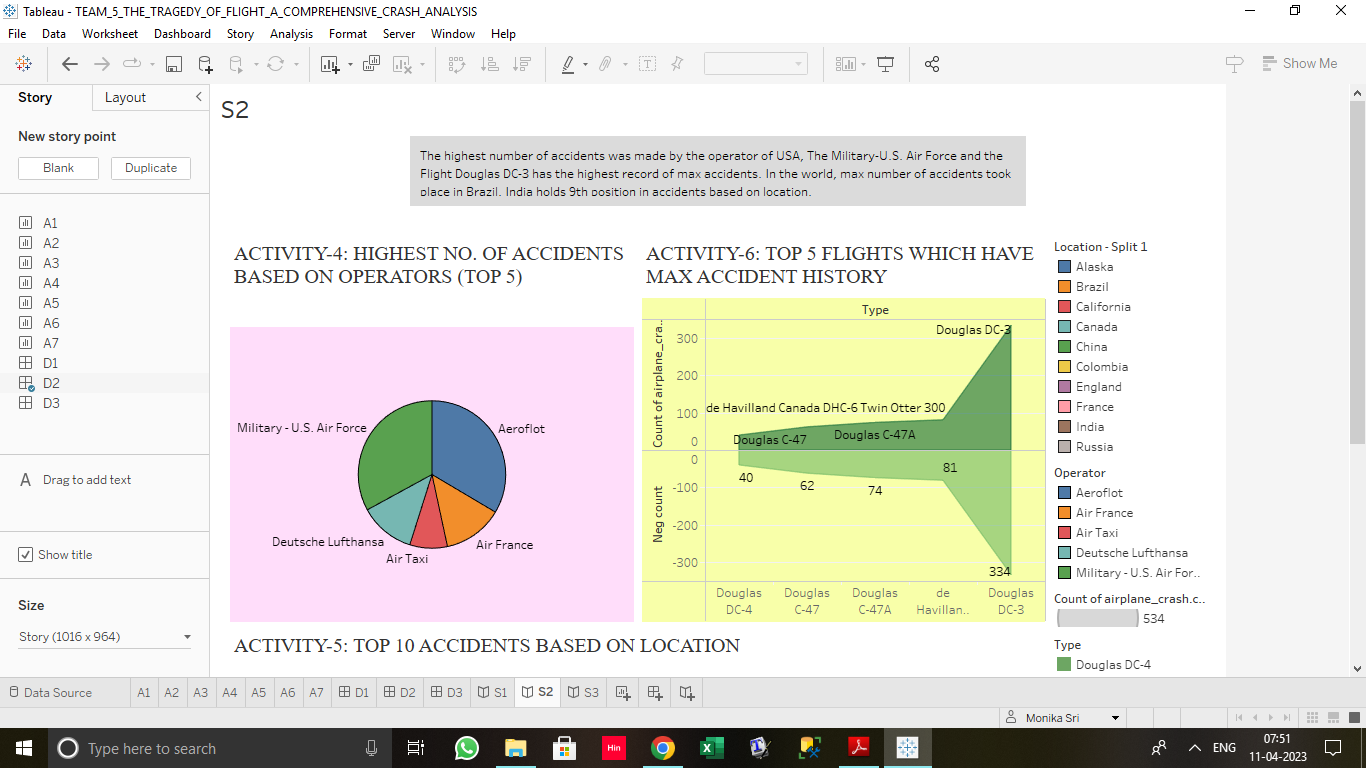 Tableau - TEAM_5_THE_TRAGEDY_OF_FLIGHT_A_COMPREHENSIVE_CRASH_ANALYSIS
File Data Worksheet Dashboard Story Analysis Format Server Window Help
Show Me
Story Layout
New story point
Blank Duplicate
A1
A2
A3
A4
A5
A6
A7
D1
D2
D3
A Drag to add text
Show title
Size
Story (1016 x 964)
S2
The highest number of accidents was made by the operator of USA, The Military-U.S. Air Force and the
Flight Douglas DC-3 has the highest record of max accidents. In the world, max number of accidents took
place in Brazil. India holds 9th position in accidents based on location.
ACTIVITY-4: HIGHEST NO. OF ACCIDENTS
BASED ON OPERATORS (TOP 5)
Military - U.S. Air Force
Aeroflot
Deutsche Lufthansa
Air Taxi
Air France
ACTIVITY-6: TOP 5 FLIGHTS WHICH HAVE
MAX ACCIDENT HISTORY
Type
Count of airplane_cra..
300
200
100
0
Douglas DC-3
de Havilland Canada DHC-6 Twin Otter 300
Douglas C-47
Douglas C-47A
Neg count
0
-100
-200
-300
40
62
74
81
334
Douglas
DC-4
Douglas
C-47
Douglas
C-47A
de
Havillan..
Douglas
DC-3
ACTIVITY-5: TOP 10 ACCIDENTS BASED ON LOCATION
Location - Split 1
Alaska
Brazil
California
Canada
China
Colombia
England
France
India
Russia
Operator
Aeroflot
Air France
Air Taxi
Deutsche Lufthansa
Military - U.S. Air For..
Count of airplane_crash.c..
534
Type
Douglas DC-4
Data Source A1 A2 A3 A4 A5 A6 A7 D1 D2 D3 S1 S2 S3
Monika Sri
Type here to search
Hin
ENG
07:51
11-04-2023